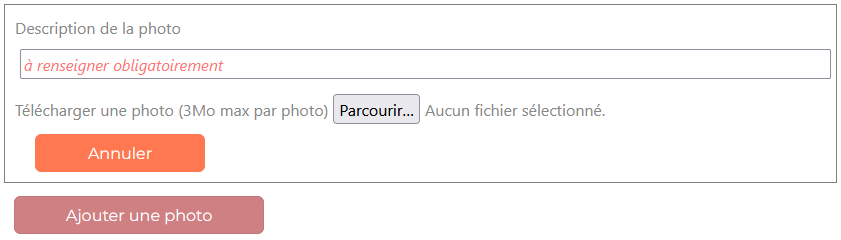 Description de la photo
à renseigner obligatoirement
Télécharger une photo (3Mo max par photo) Parcourir... Aucun fichier sélectionné.
Annuler
Ajouter une photo